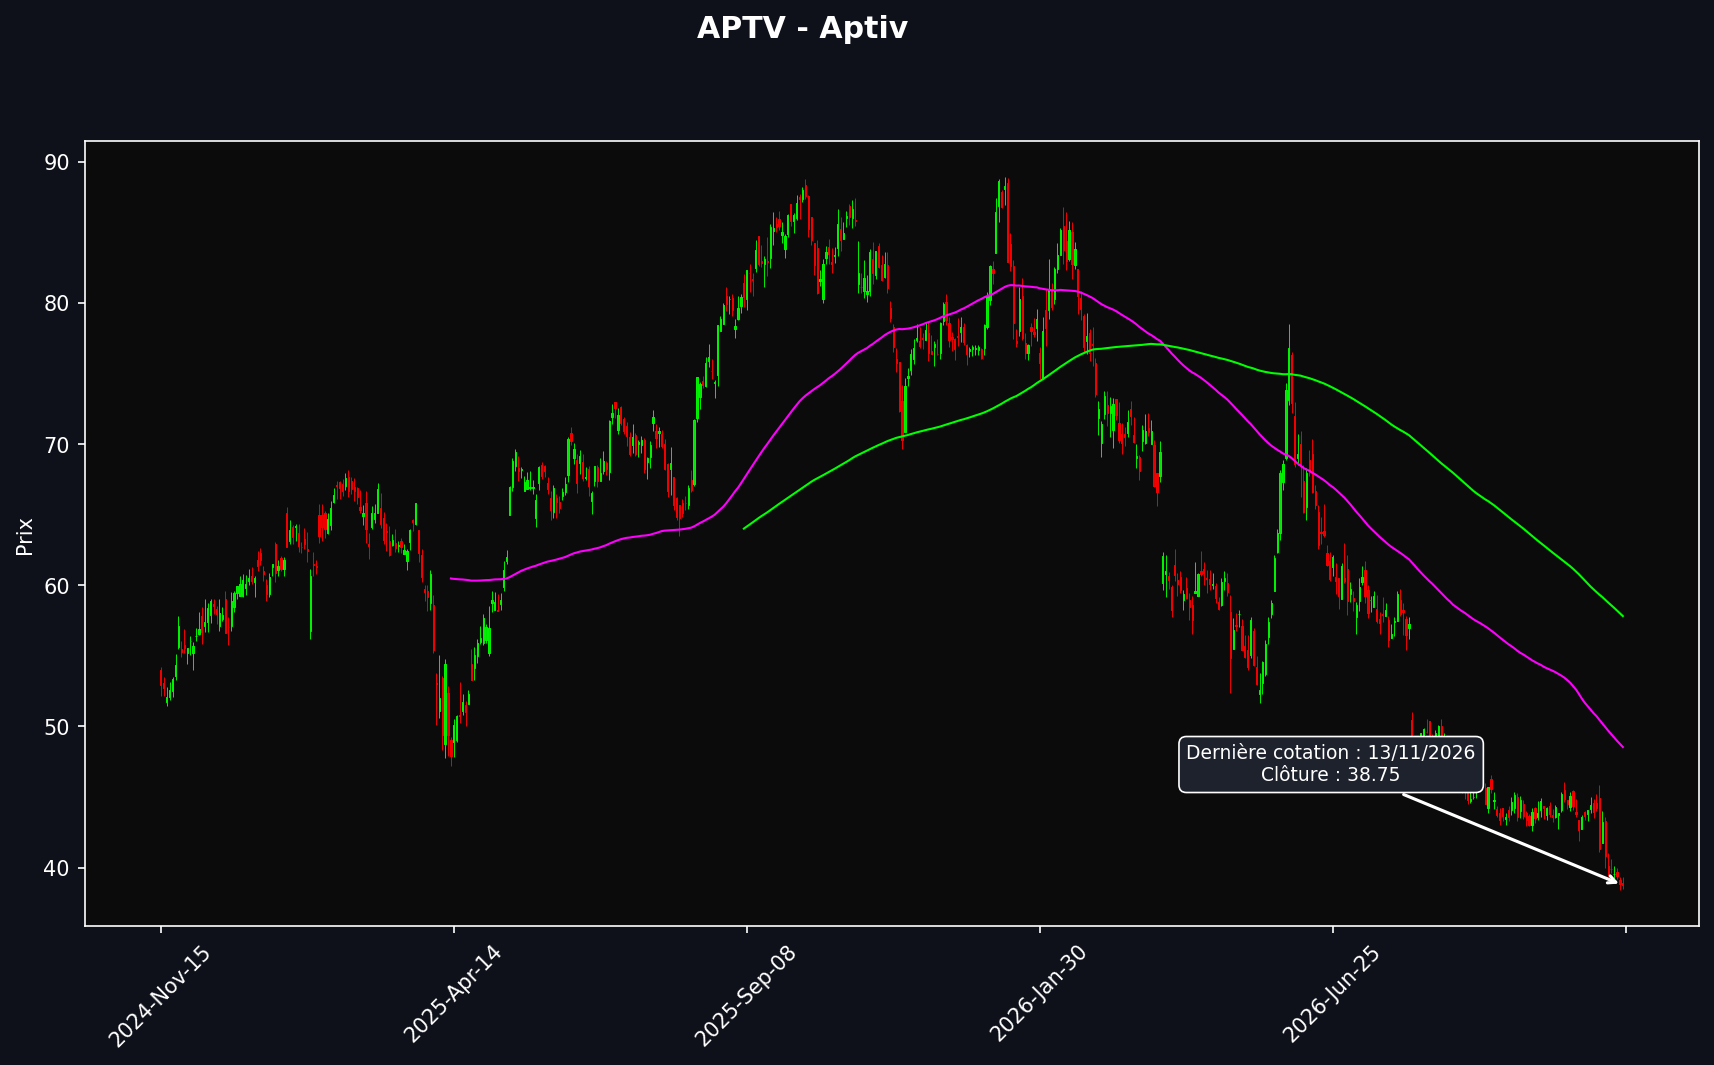 APTV - Aptiv
Prix
90
80
70
60
50
40
Dernière cotation : 13/11/2026
Clôture : 38.75
2024-Nov-15
2025-Apr-14
2025-Sep-08
2026-Jan-30
2026-Jun-25